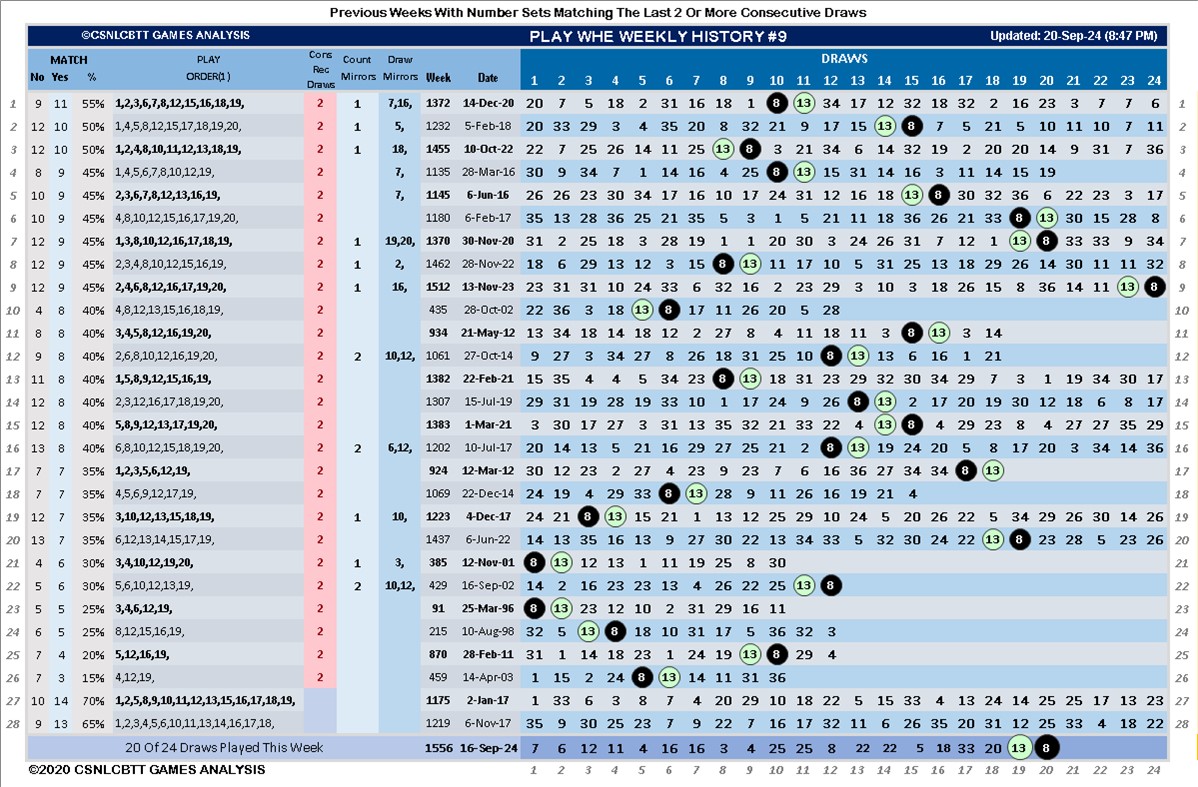 Previous Weeks With Number Sets Matching The Last 2 Or More Consecutive Draws
©CSNLCBTT GAMES ANALYSIS PLAY WHE WEEKLY HISTORY #9 Updated: 20-Sep-24 (8:47 PM)
MATCH PLAY Cons Count Draw DRAWS
No Yes % ORDER(1) Rec Draws Mirrors Mirrors Week Date 1 2 3 4 5 6 7 8 9 10 11 12 13 14 15 16 17 18 19 20 21 22 23 24
1 9 11 55% 1,2,3,6,7,8,12,15,16,18,19, 2 1 7,16, 1372 14-Dec-20 20 7 5 18 2 31 16 18 1 8 13 34 17 12 32 18 32 2 16 23 3 7 7 6 1
2 12 10 50% 1,4,5,8,12,15,17,18,19,20, 2 1 5, 1232 5-Feb-18 20 33 29 3 4 35 20 8 32 21 9 17 15 13 8 7 5 21 5 10 11 10 7 11 2
3 12 10 50% 1,2,4,8,10,11,12,13,18,19, 2 1 18, 1455 10-Oct-22 22 7 25 26 14 11 25 13 8 3 21 34 6 14 32 19 2 20 20 14 9 31 7 36 3
4 8 9 45% 1,4,5,6,7,8,10,12,19, 2 7, 1135 28-Mar-16 30 9 34 7 1 14 16 4 25 8 13 15 31 14 16 3 11 14 15 19 4
5 10 9 45% 2,3,6,7,8,12,13,16,19, 2 7, 1145 6-Jun-16 26 26 23 30 34 17 16 10 17 24 31 12 16 18 13 8 30 32 36 6 22 23 3 17 5
6 10 9 45% 4,8,10,12,15,16,17,19,20, 2 1180 6-Feb-17 35 13 28 36 25 21 35 5 3 1 5 21 11 18 36 26 21 33 8 13 30 15 28 8 6
7 12 9 45% 1,3,8,10,12,16,17,18,19, 2 1 19,20, 1370 30-Nov-20 31 2 25 18 3 28 19 1 1 20 30 3 24 26 31 7 12 1 13 8 33 33 9 34 7
8 12 9 45% 2,3,4,8,10,12,15,16,19, 2 1 2, 1462 28-Nov-22 18 6 29 13 12 3 15 8 13 11 17 10 5 31 25 13 18 29 26 14 30 11 11 32 8
9 12 9 45% 2,4,6,8,12,16,17,19,20, 2 1 16, 1512 13-Nov-23 23 31 31 10 24 33 6 32 16 2 23 29 3 10 3 18 26 15 8 36 14 11 13 8 9
10 4 8 40% 4,8,12,13,15,16,18,19, 2 435 28-Oct-02 22 36 3 18 13 8 17 11 26 20 5 28 10
11 8 8 40% 3,4,5,8,12,16,19,20, 2 934 21-May-12 13 34 18 14 18 12 2 27 8 4 11 18 11 3 8 13 3 14 11
12 9 8 40% 2,6,8,10,12,16,19,20, 2 2 10,12, 1061 27-Oct-14 9 27 3 34 27 8 26 18 31 25 10 8 13 13 6 16 1 21 12
13 11 8 40% 1,5,8,9,12,15,16,19, 2 1382 22-Feb-21 15 35 4 4 5 34 23 8 13 18 31 23 29 32 30 34 29 7 3 1 19 34 30 17 13
14 12 8 40% 2,3,12,16,17,18,19,20, 2 1307 15-Jul-19 29 31 19 28 19 33 10 1 17 24 9 26 8 13 2 17 20 19 30 12 18 6 8 17 14
15 12 8 40% 5,8,9,12,13,17,19,20, 2 1383 1-Mar-21 3 30 17 27 3 31 13 35 32 21 33 22 4 13 8 4 29 23 8 4 27 27 35 29 15
16 13 8 40% 6,8,10,12,15,18,19,20, 2 2 6,12, 1202 10-Jul-17 20 14 13 5 21 16 29 27 25 21 2 8 13 19 24 20 5 8 17 20 3 34 14 36 16
17 7 7 35% 1,2,3,5,6,12,19, 2 924 12-Mar-12 30 12 23 2 27 4 23 9 23 7 6 16 36 27 34 34 8 13 17
18 7 7 35% 4,5,6,9,12,17,19, 2 1069 22-Dec-14 24 19 4 29 33 8 13 28 9 11 26 16 19 21 4 18
19 12 7 35% 3,10,12,13,15,18,19, 2 1 10, 1223 4-Dec-17 24 21 8 13 15 21 1 13 12 25 29 10 24 5 20 26 22 5 34 29 26 30 14 26 19
20 13 7 35% 6,12,13,14,15,17,19, 2 1437 6-Jun-22 14 13 35 16 13 9 27 30 22 13 34 33 5 32 30 24 22 13 8 23 28 5 23 26 20
21 4 6 30% 3,4,10,12,19,20, 2 1 3, 385 12-Nov-01 8 13 12 13 1 11 19 25 8 30 21
22 6 6 30% 5,6,10,12,13,19, 2 2 10,12, 429 16-Sep-02 14 2 16 23 23 13 4 26 22 25 13 8 22
23 5 5 25% 3,4,6,12,19, 2 91 25-Mar-96 8 13 23 12 10 2 31 29 16 11 23
24 6 5 25% 8,12,15,16,19, 2 215 10-Aug-98 32 5 13 8 18 10 31 17 5 36 32 3 24
25 7 4 20% 5,12,16,19, 2 870 28-Feb-11 31 1 14 18 23 1 24 19 13 8 29 4 25
26 7 3 15% 4,12,19, 2 459 14-Apr-03 1 15 2 24 8 13 14 11 31 36 26
27 10 14 70% 1,2,5,8,9,10,11,12,13,15,16,17,18,19, 1175 2-Jan-17 1 33 6 3 8 7 4 20 29 10 18 22 5 15 33 4 13 24 14 25 25 17 13 23 27
28 9 13 65% 1,2,3,4,5,6,10,11,13,14,16,17,18, 1219 6-Nov-17 35 9 30 25 23 7 9 22 7 16 17 32 11 6 26 35 20 31 12 25 33 4 18 22 28
20 Of 24 Draws Played This Week 1556 16-Sep-24 7 6 12 11 4 16 16 3 4 25 25 8 22 22 5 18 33 20 13 8
©2020 CSNLCBTT GAMES ANALYSIS 1 2 3 4 5 6 7 8 9 10 11 12 13 14 15 16 17 18 19 20 21 22 23 24